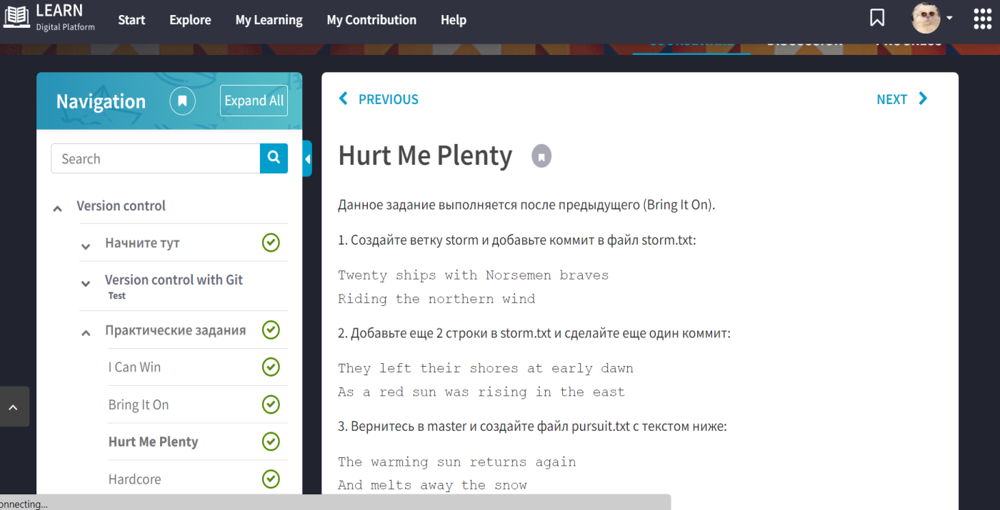 LEARN
Digital Platform
Start
Explore
My Learning
My Contribution
Help
DISCUSSION
PROGRESS
Navigation
Expand All
Search
Version control
Начните тут
Version control with Git
Test
Практические задания
I Can Win
Bring It On
Hurt Me Plenty
Hardcore
PREVIOUS
NEXT
Hurt Me Plenty
Данное задание выполняется после предыдущего (Bring It On).
1. Создайте ветку storm и добавьте коммит в файл storm.txt:
Twenty ships with Norsemen braves
Riding the northern wind
2. Добавьте еще 2 строки в storm.txt и сделайте еще один коммит:
They left their shores at early dawn
As a red sun was rising in the east
3. Вернитесь в master и создайте файл pursuit.txt с текстом ниже:
The warming sun returns again
And melts away the snow
onnecting...